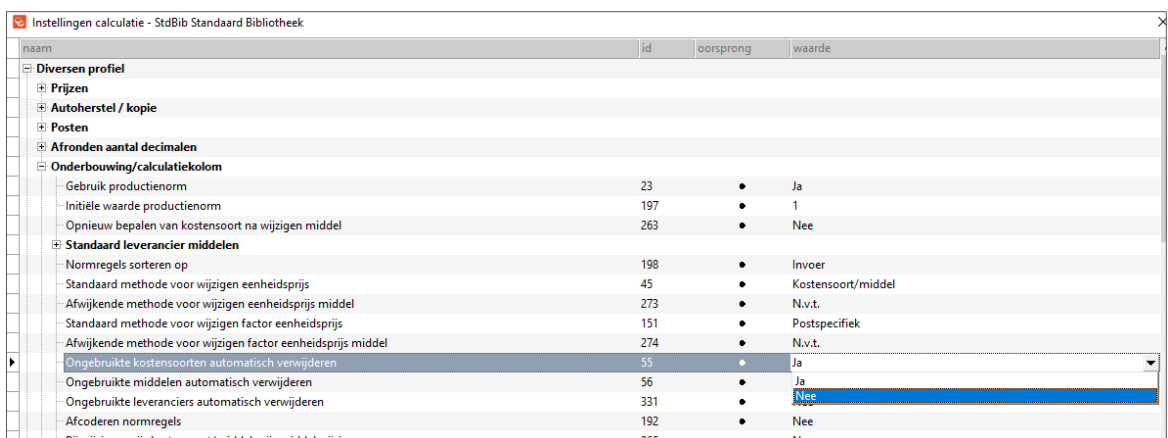 Instellingen calculatie - StdBib Standaard Bibliotheek
naam id oorsprong waarde
Diversen profiel
Prijzen
Autoherstel / kopie
Posten
Afronden aantal decimalen
Onderbouwing/calculatiekolom
Gebruik productienorm 23 Ja
Initiële waarde productienorm 197 1
Opnieuw bepalen van kostensoort na wijzigen middel 263 Nee
Standaard leverancier middelen
Normregels sorteren op 198 Invoer
Standaard methode voor wijzigen eenheidsprijs 45 Kostensoort/middel
Afwijkende methode voor wijzigen eenheidsprijs middel 273 N.v.t.
Standaard methode voor wijzigen factor eenheidsprijs 151 Postspecifiek
Afwijkende methode voor wijzigen factor eenheidsprijs middel 274 N.v.t.
Ongebruikte kostensoorten automatisch verwijderen 55 Ja
Ongebruikte middelen automatisch verwijderen 56 Ja
Ongebruikte leveranciers automatisch verwijderen 331 Nee
Afcoderen normregels 192 Nee